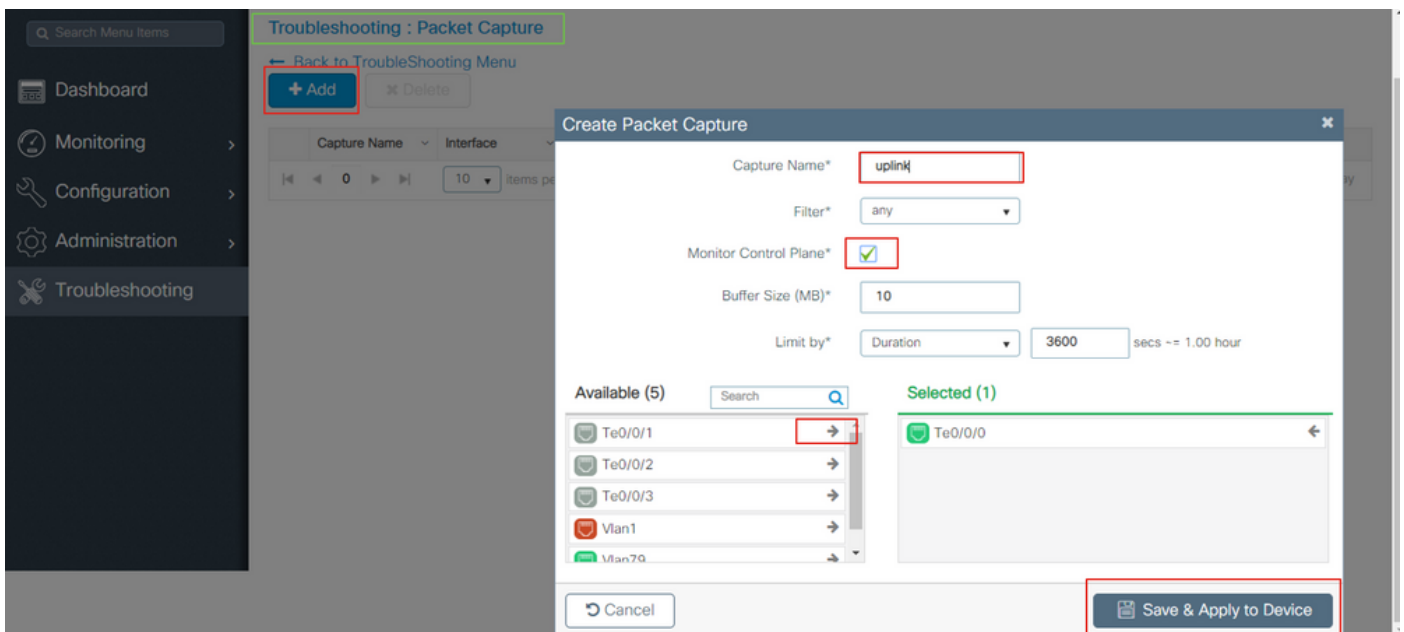 Search Menu Items
Dashboard
Monitoring
Configuration
Administration
Troubleshooting
Troubleshooting : Packet Capture
← Back to TroubleShooting Menu
+ Add
✖ Delete
Capture Name
Interface
0
10
items pe
ay
Create Packet Capture
Capture Name* uplink
Filter* any
Monitor Control Plane*
Buffer Size (MB)* 10
Limit by* Duration 3600 secs ~= 1.00 hour
Available (5)
Search
Te0/0/1
Te0/0/2
Te0/0/3
Vlan1
Vlan79
Selected (1)
Te0/0/0
Cancel
Save & Apply to Device